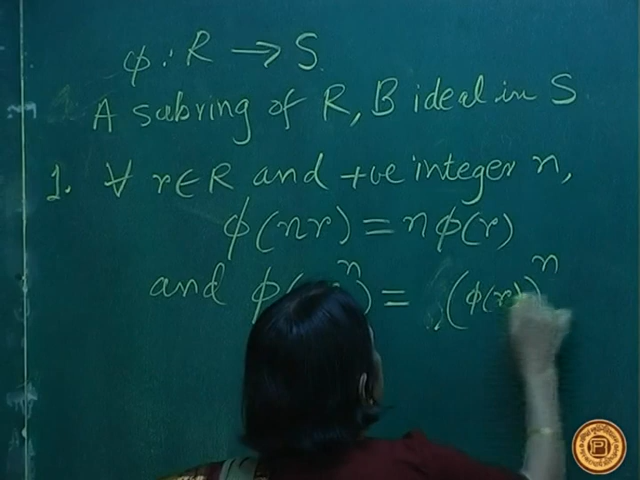 φ : R → S.
A subring of R, B ideal in S.
1. ∀ r∈R and +ve integer n,
φ(nr) = nφ(r)
and φ( n) = (φ(r))^n